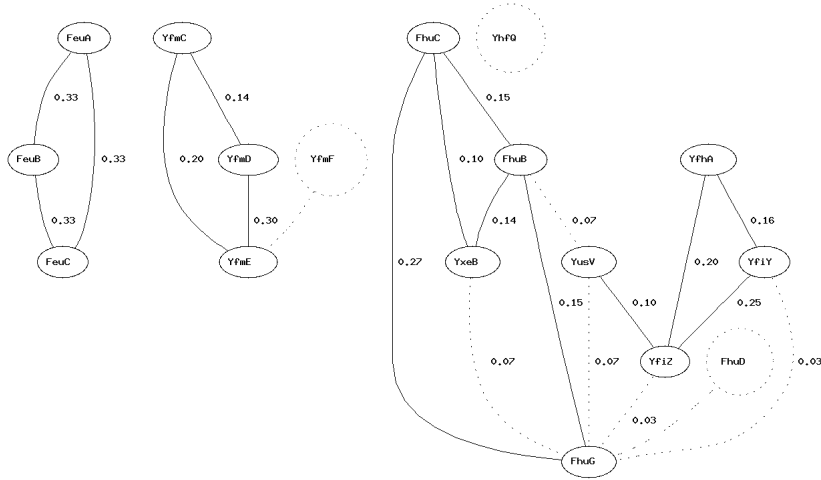 FeuA
YfmC
FhuC
YhfQ
0.33
0.14
0.15
FeuB
0.33
0.20
YfmD
YfmF
0.10
FhuB
YfhA
0.33
0.30
0.14
0.07
0.16
FeuC
YfmE
0.27
YxeB
YusV
0.20
YfiY
0.15
0.10
0.25
0.07
0.07
YfiZ
FhuD
0.03
0.03
FhuG